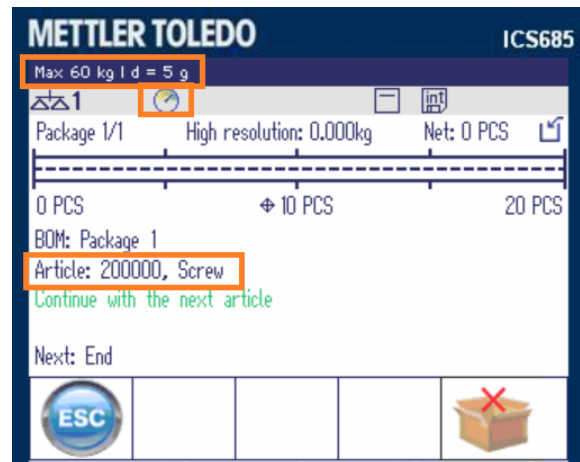 METTLER TOLEDO ICS685
Max 60 kg | d = 5 g
1 int
Package 1/1 High resolution: 0.000kg Net: 0 PCS
0 PCS 10 PCS 20 PCS
BOM: Package 1
Article: 200000, Screw
Continue with the next article
Next: End
ESC